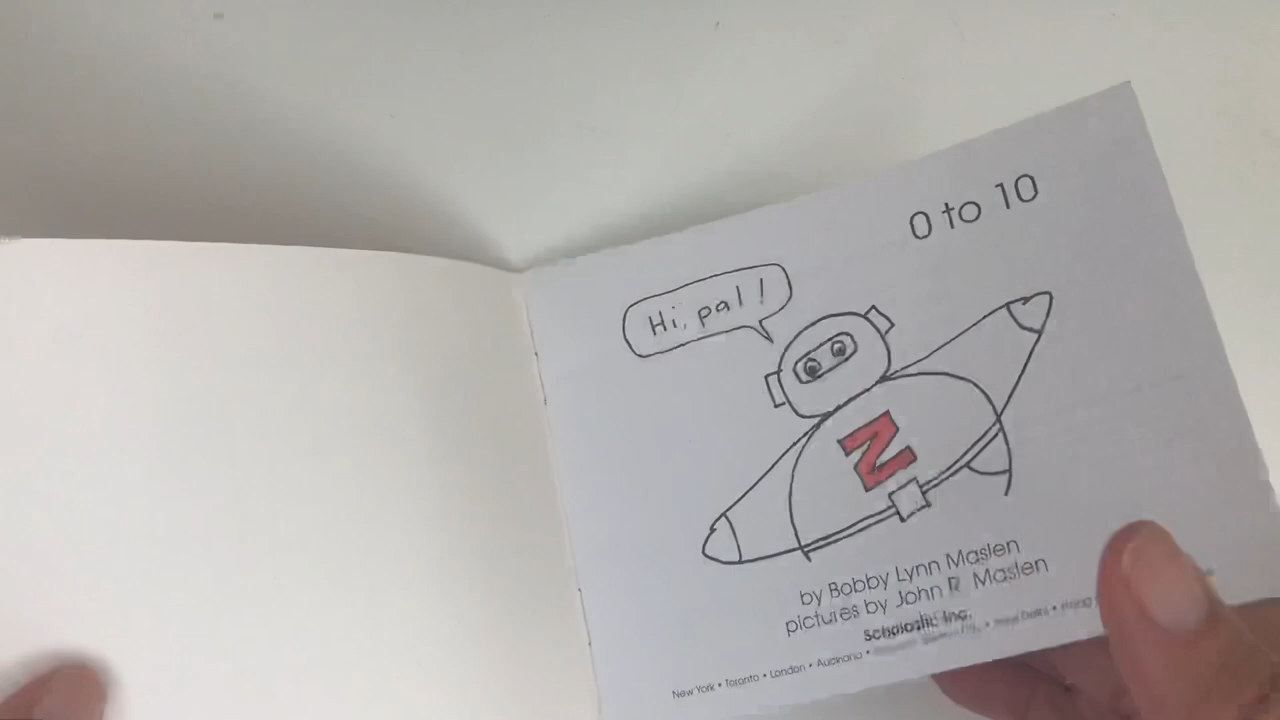 0 to 10
Hi, pal!
N
by Bobby Lynn Maslen
pictures by John R. Maslen
Scholastic Inc.
New York • Toronto • London • Auckland •